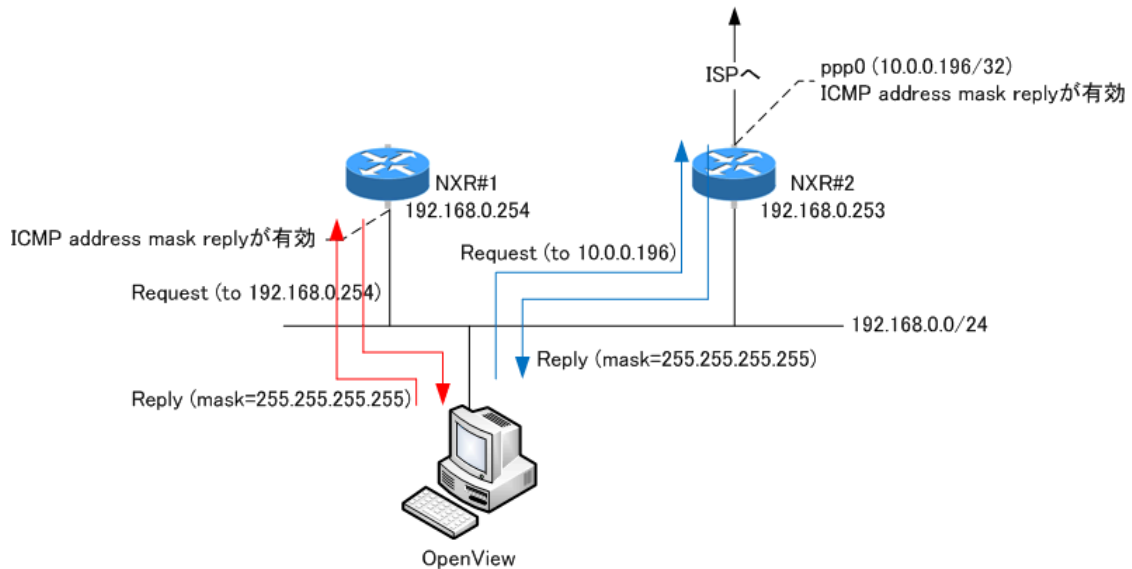 ISPへ
ppp0 (10.0.0.196/32)
ICMP address mask replyが有効
NXR#1
192.168.0.254
NXR#2
192.168.0.253
ICMP address mask replyが有効
Request (to 10.0.0.196)
Request (to 192.168.0.254)
192.168.0.0/24
Reply (mask=255.255.255.255)
Reply (mask=255.255.255.255)
OpenView